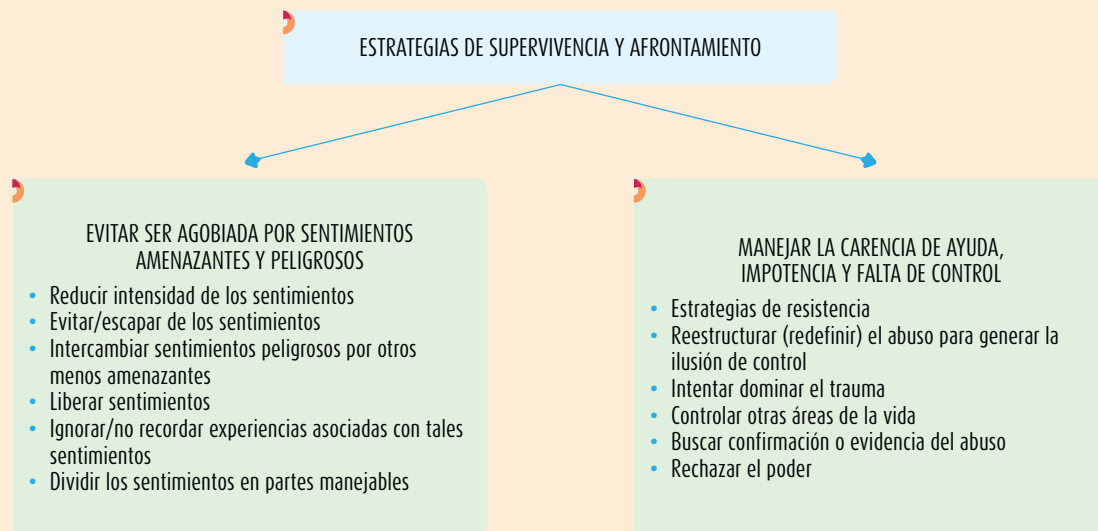 ESTRATEGIAS DE SUPERVIVENCIA Y AFRONTAMIENTO
EVITAR SER AGOBIADA POR SENTIMIENTOS
AMENAZANTES Y PELIGROSOS
• Reducir intensidad de los sentimientos
• Evitar/escapar de los sentimientos
• Intercambiar sentimientos peligrosos por otros
menos amenazantes
• Liberar sentimientos
• Ignorar/no recordar experiencias asociadas con tales
sentimientos
• Dividir los sentimientos en partes manejables
MANEJAR LA CARENCIA DE AYUDA,
IMPOTENCIA Y FALTA DE CONTROL
• Estrategias de resistencia
• Reestructurar (redefinir) el abuso para generar la
ilusión de control
• Intentar dominar el trauma
• Controlar otras áreas de la vida
• Buscar confirmación o evidencia del abuso
• Rechazar el poder